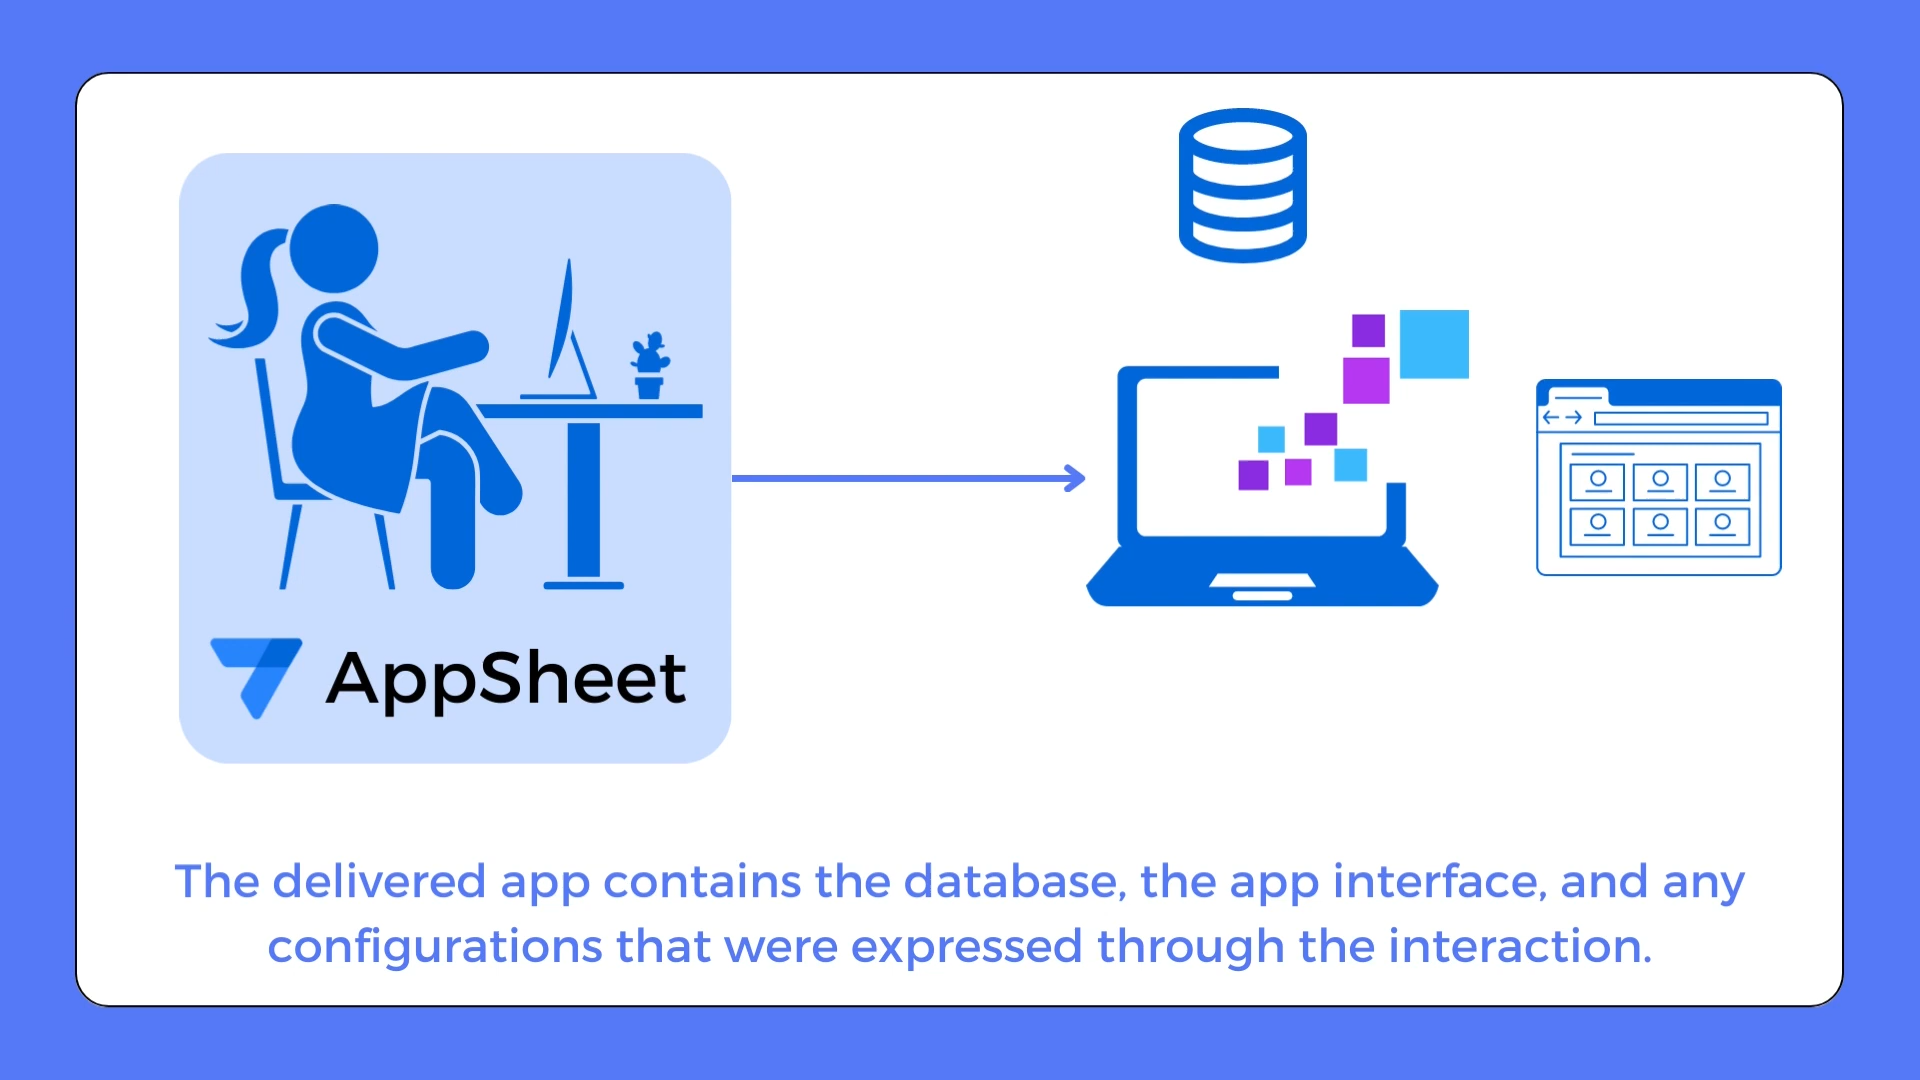 AppSheet
The delivered app contains the database, the app interface, and any
configurations that were expressed through the interaction.